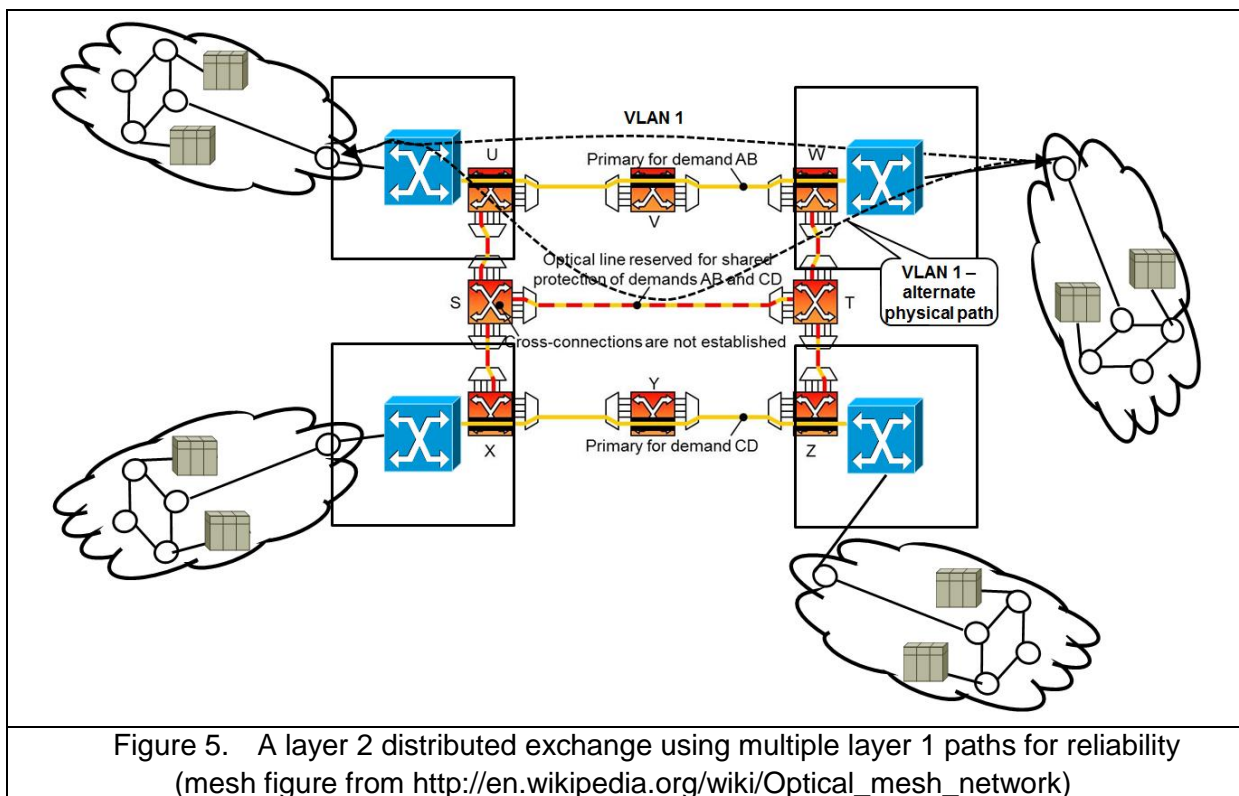 VLAN 1
U
Primary for demand AB
W
V
Optical line reserved for shared
protection of demands AB and CD
VLAN 1 –
alternate
physical path
S
T
Cross-connections are not established
Y
Primary for demand CD
X
Z
Figure 5. A layer 2 distributed exchange using multiple layer 1 paths for reliability
(mesh figure from http://en.wikipedia.org/wiki/Optical_mesh_network)